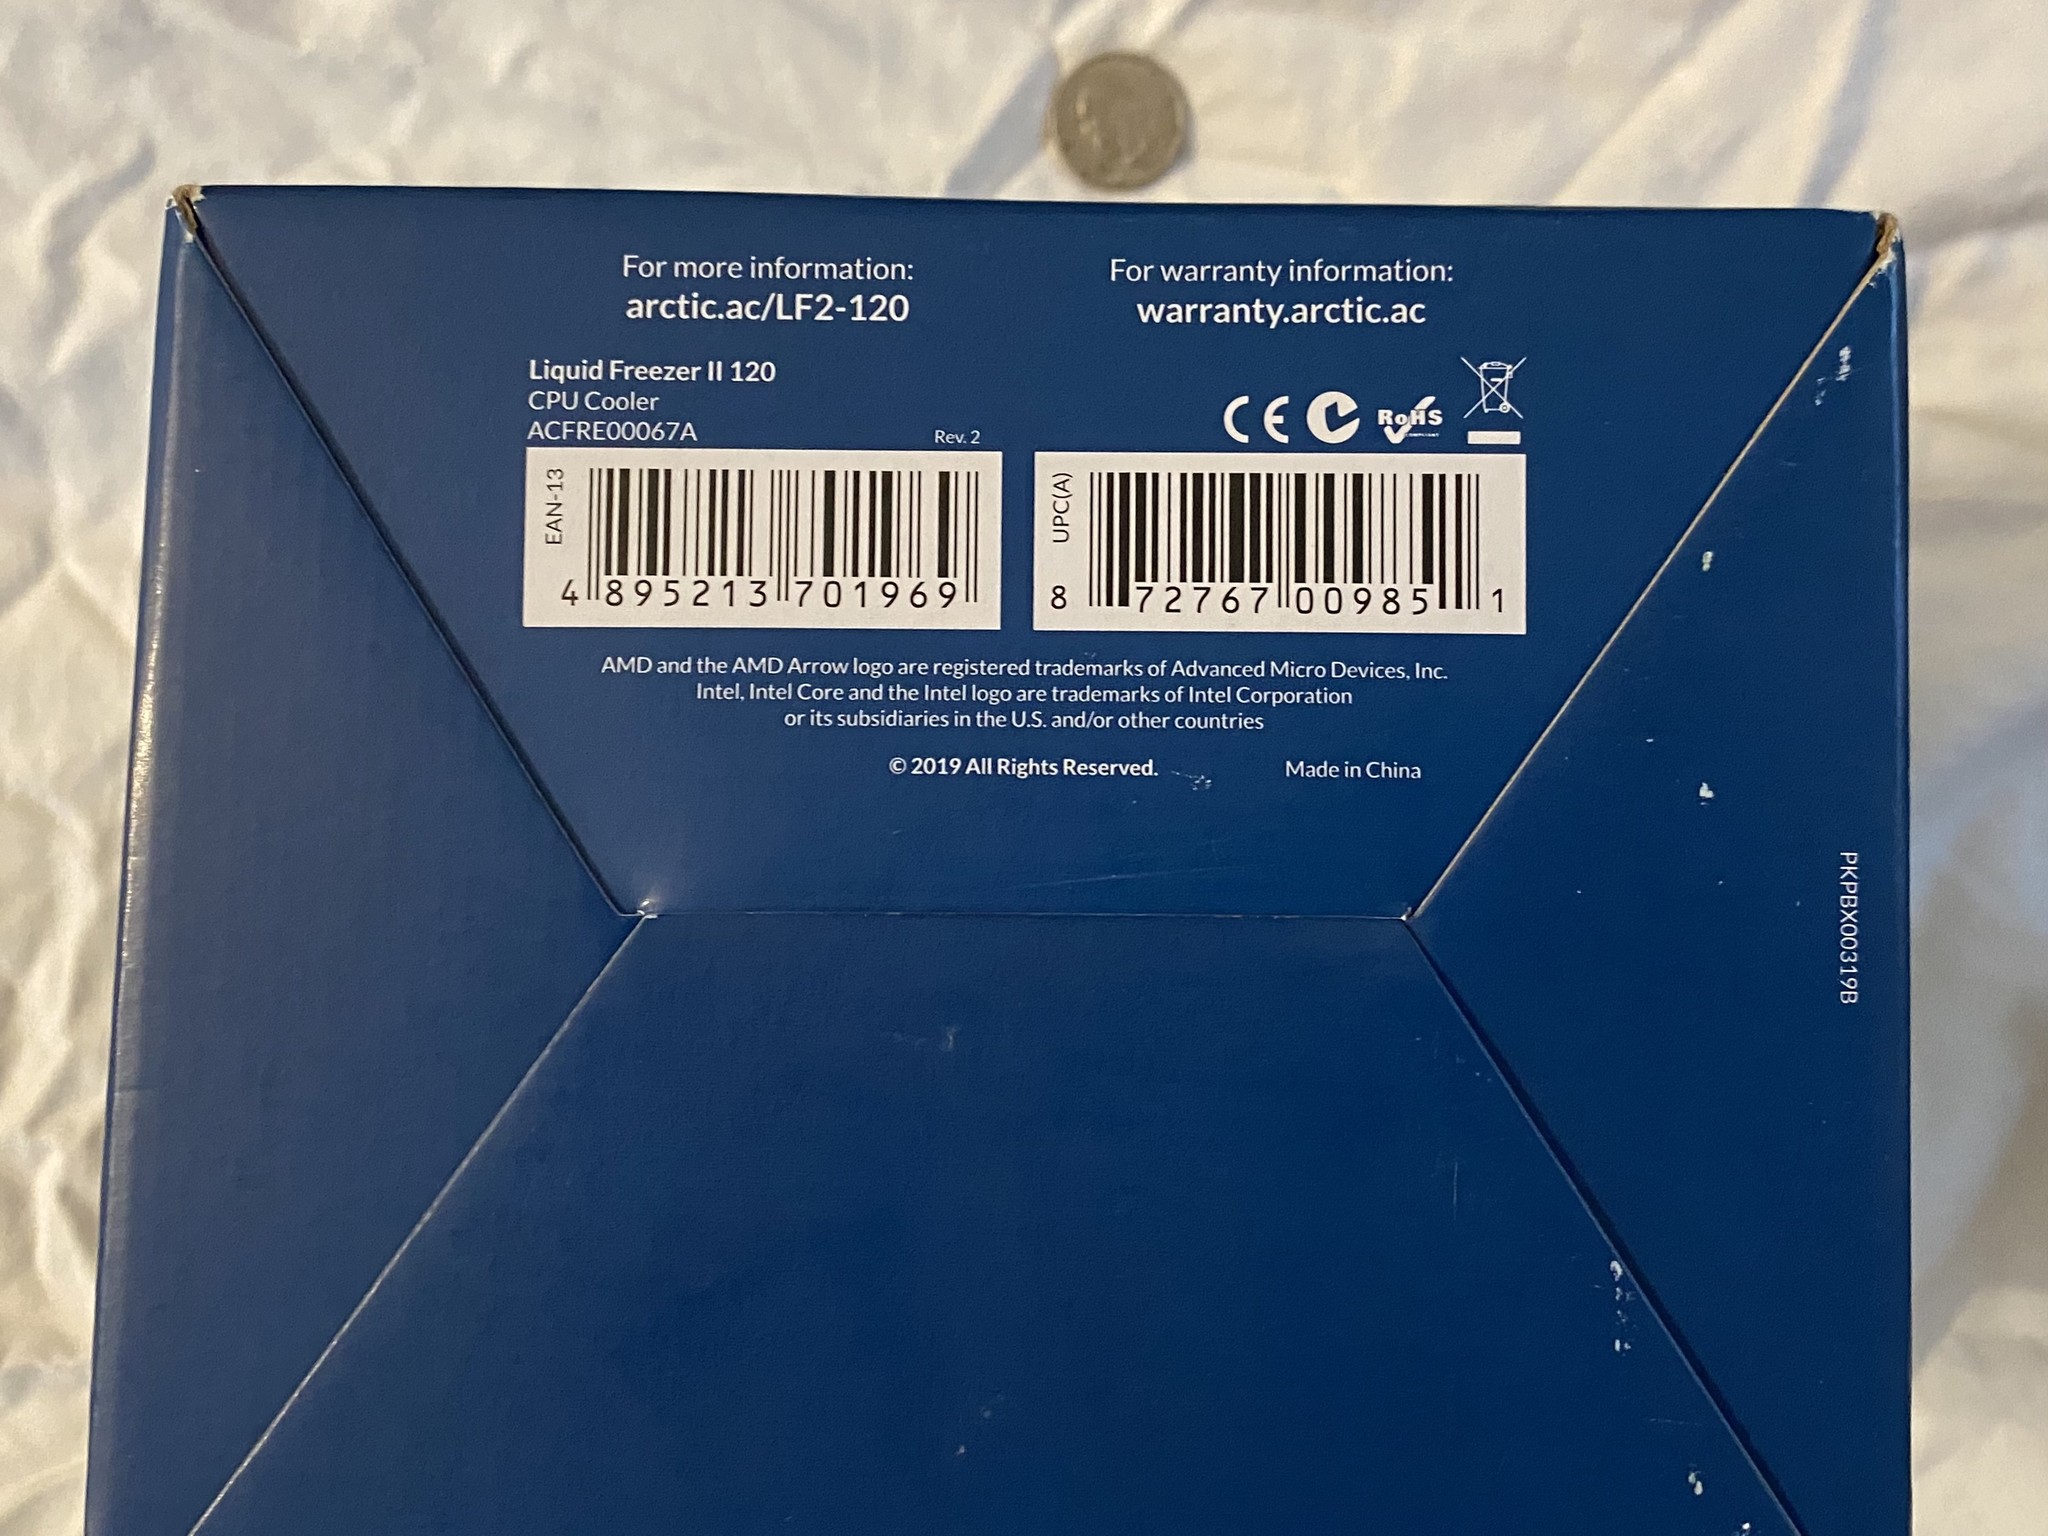 For more information:
arctic.ac/LF2-120
For warranty information:
warranty.arctic.ac
Liquid Freezer II 120
CPU Cooler
ACFRE00067A
Rev. 2
CE
RoHS
EAN-13
4 895213 701969
UPC(A)
8 72767 00985 1
AMD and the AMD Arrow logo are registered trademarks of Advanced Micro Devices, Inc.
Intel, Intel Core and the Intel logo are trademarks of Intel Corporation
or its subsidiaries in the U.S. and/or other countries
© 2019 All Rights Reserved.
Made in China
PKPBX00319B